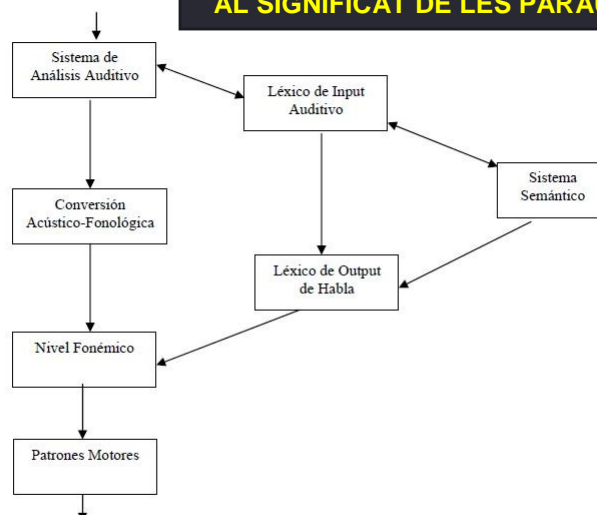 AL SIGNIFICAT DE LES
Sistema de
Análisis Auditivo
Léxico de Input
Auditivo
Sistema
Semántico
Conversión
Acústico-Fonológica
Léxico de Output
de Habla
Nivel Fonémico
Patrones Motores